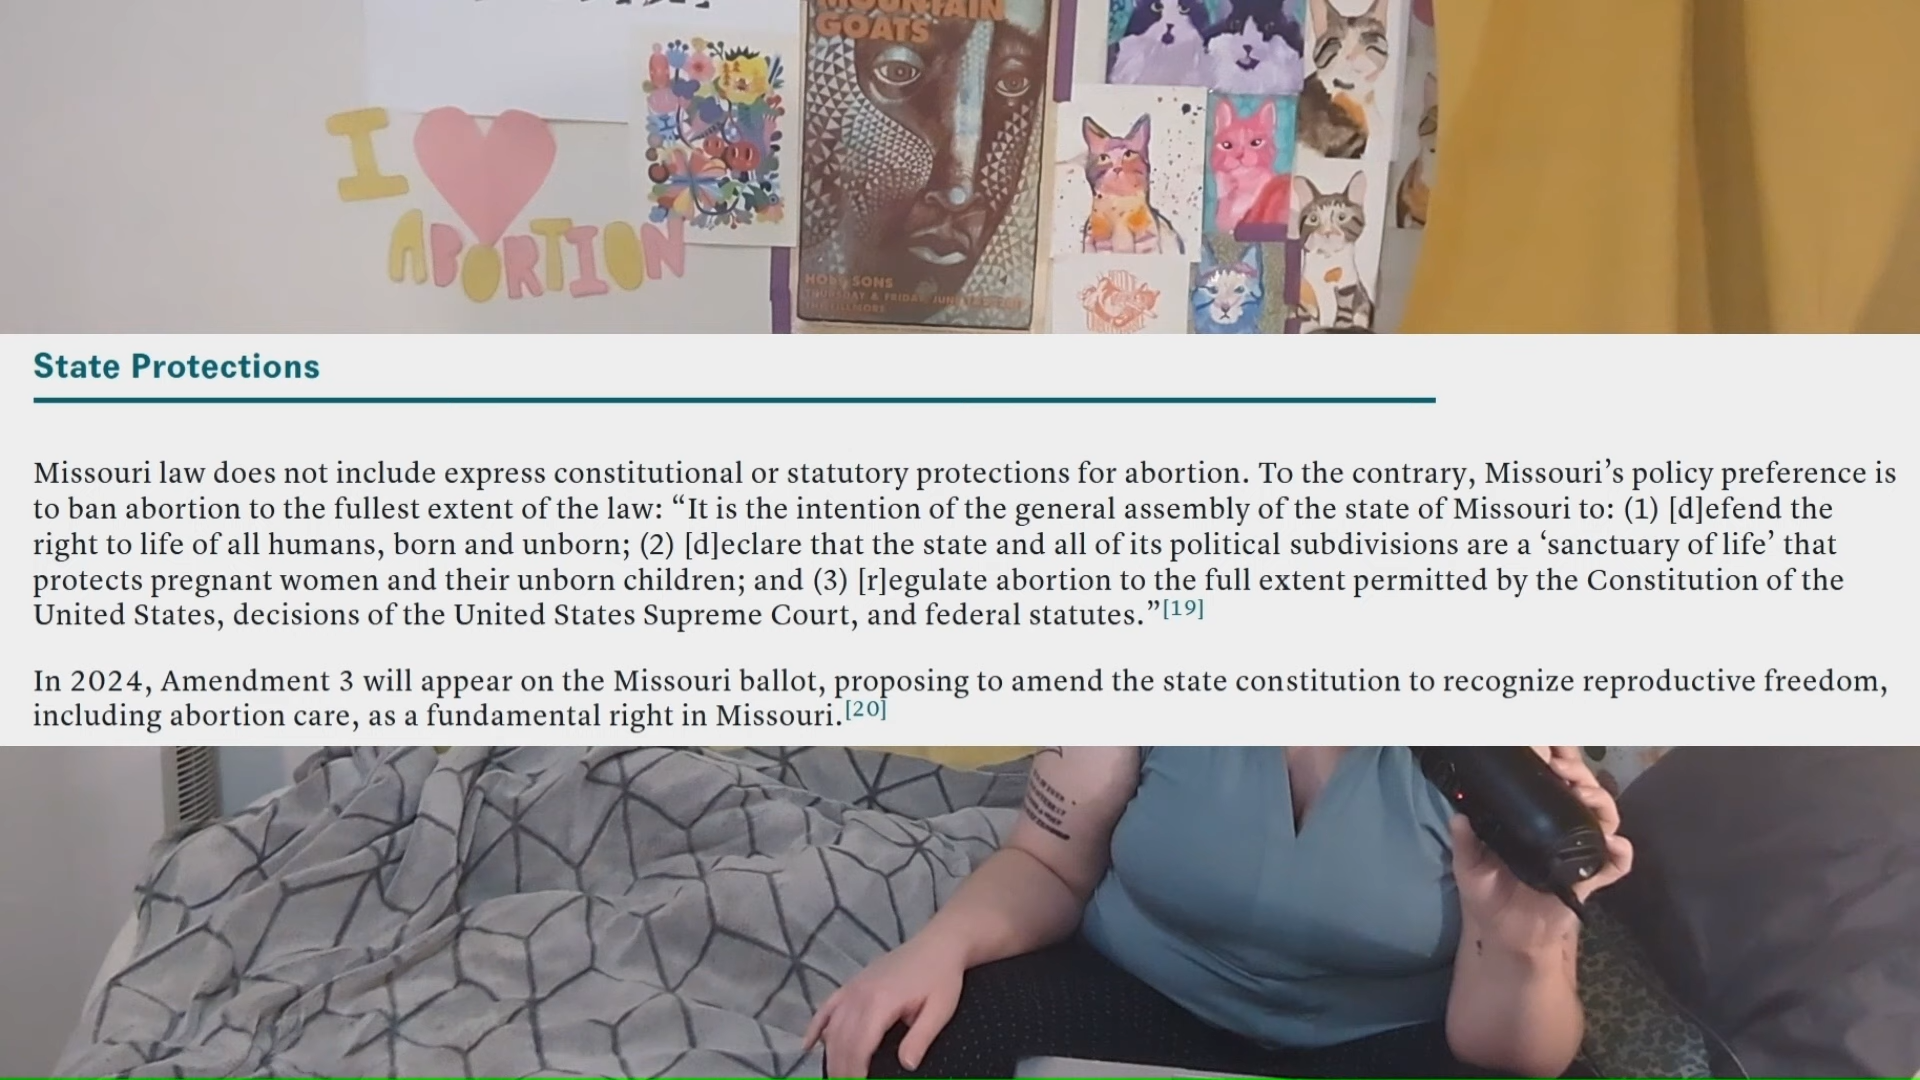 MOUNTAIN
GOATS
I
ABORTION
HOLY SONS
THURSDAY & FRIDAY
FILLMORE
State Protections
Missouri law does not include express constitutional or statutory protections for abortion. To the contrary, Missouri’s policy preference is
to ban abortion to the fullest extent of the law: “It is the intention of the general assembly of the state of Missouri to: (1) [d]efend the
right to life of all humans, born and unborn; (2) [d]eclare that the state and all of its political subdivisions are a ‘sanctuary of life’ that
protects pregnant women and their unborn children; and (3) [r]egulate abortion to the full extent permitted by the Constitution of the
United States, decisions of the United States Supreme Court, and federal statutes.”[19]
In 2024, Amendment 3 will appear on the Missouri ballot, proposing to amend the state constitution to recognize reproductive freedom,
including abortion care, as a fundamental right in Missouri.[20]